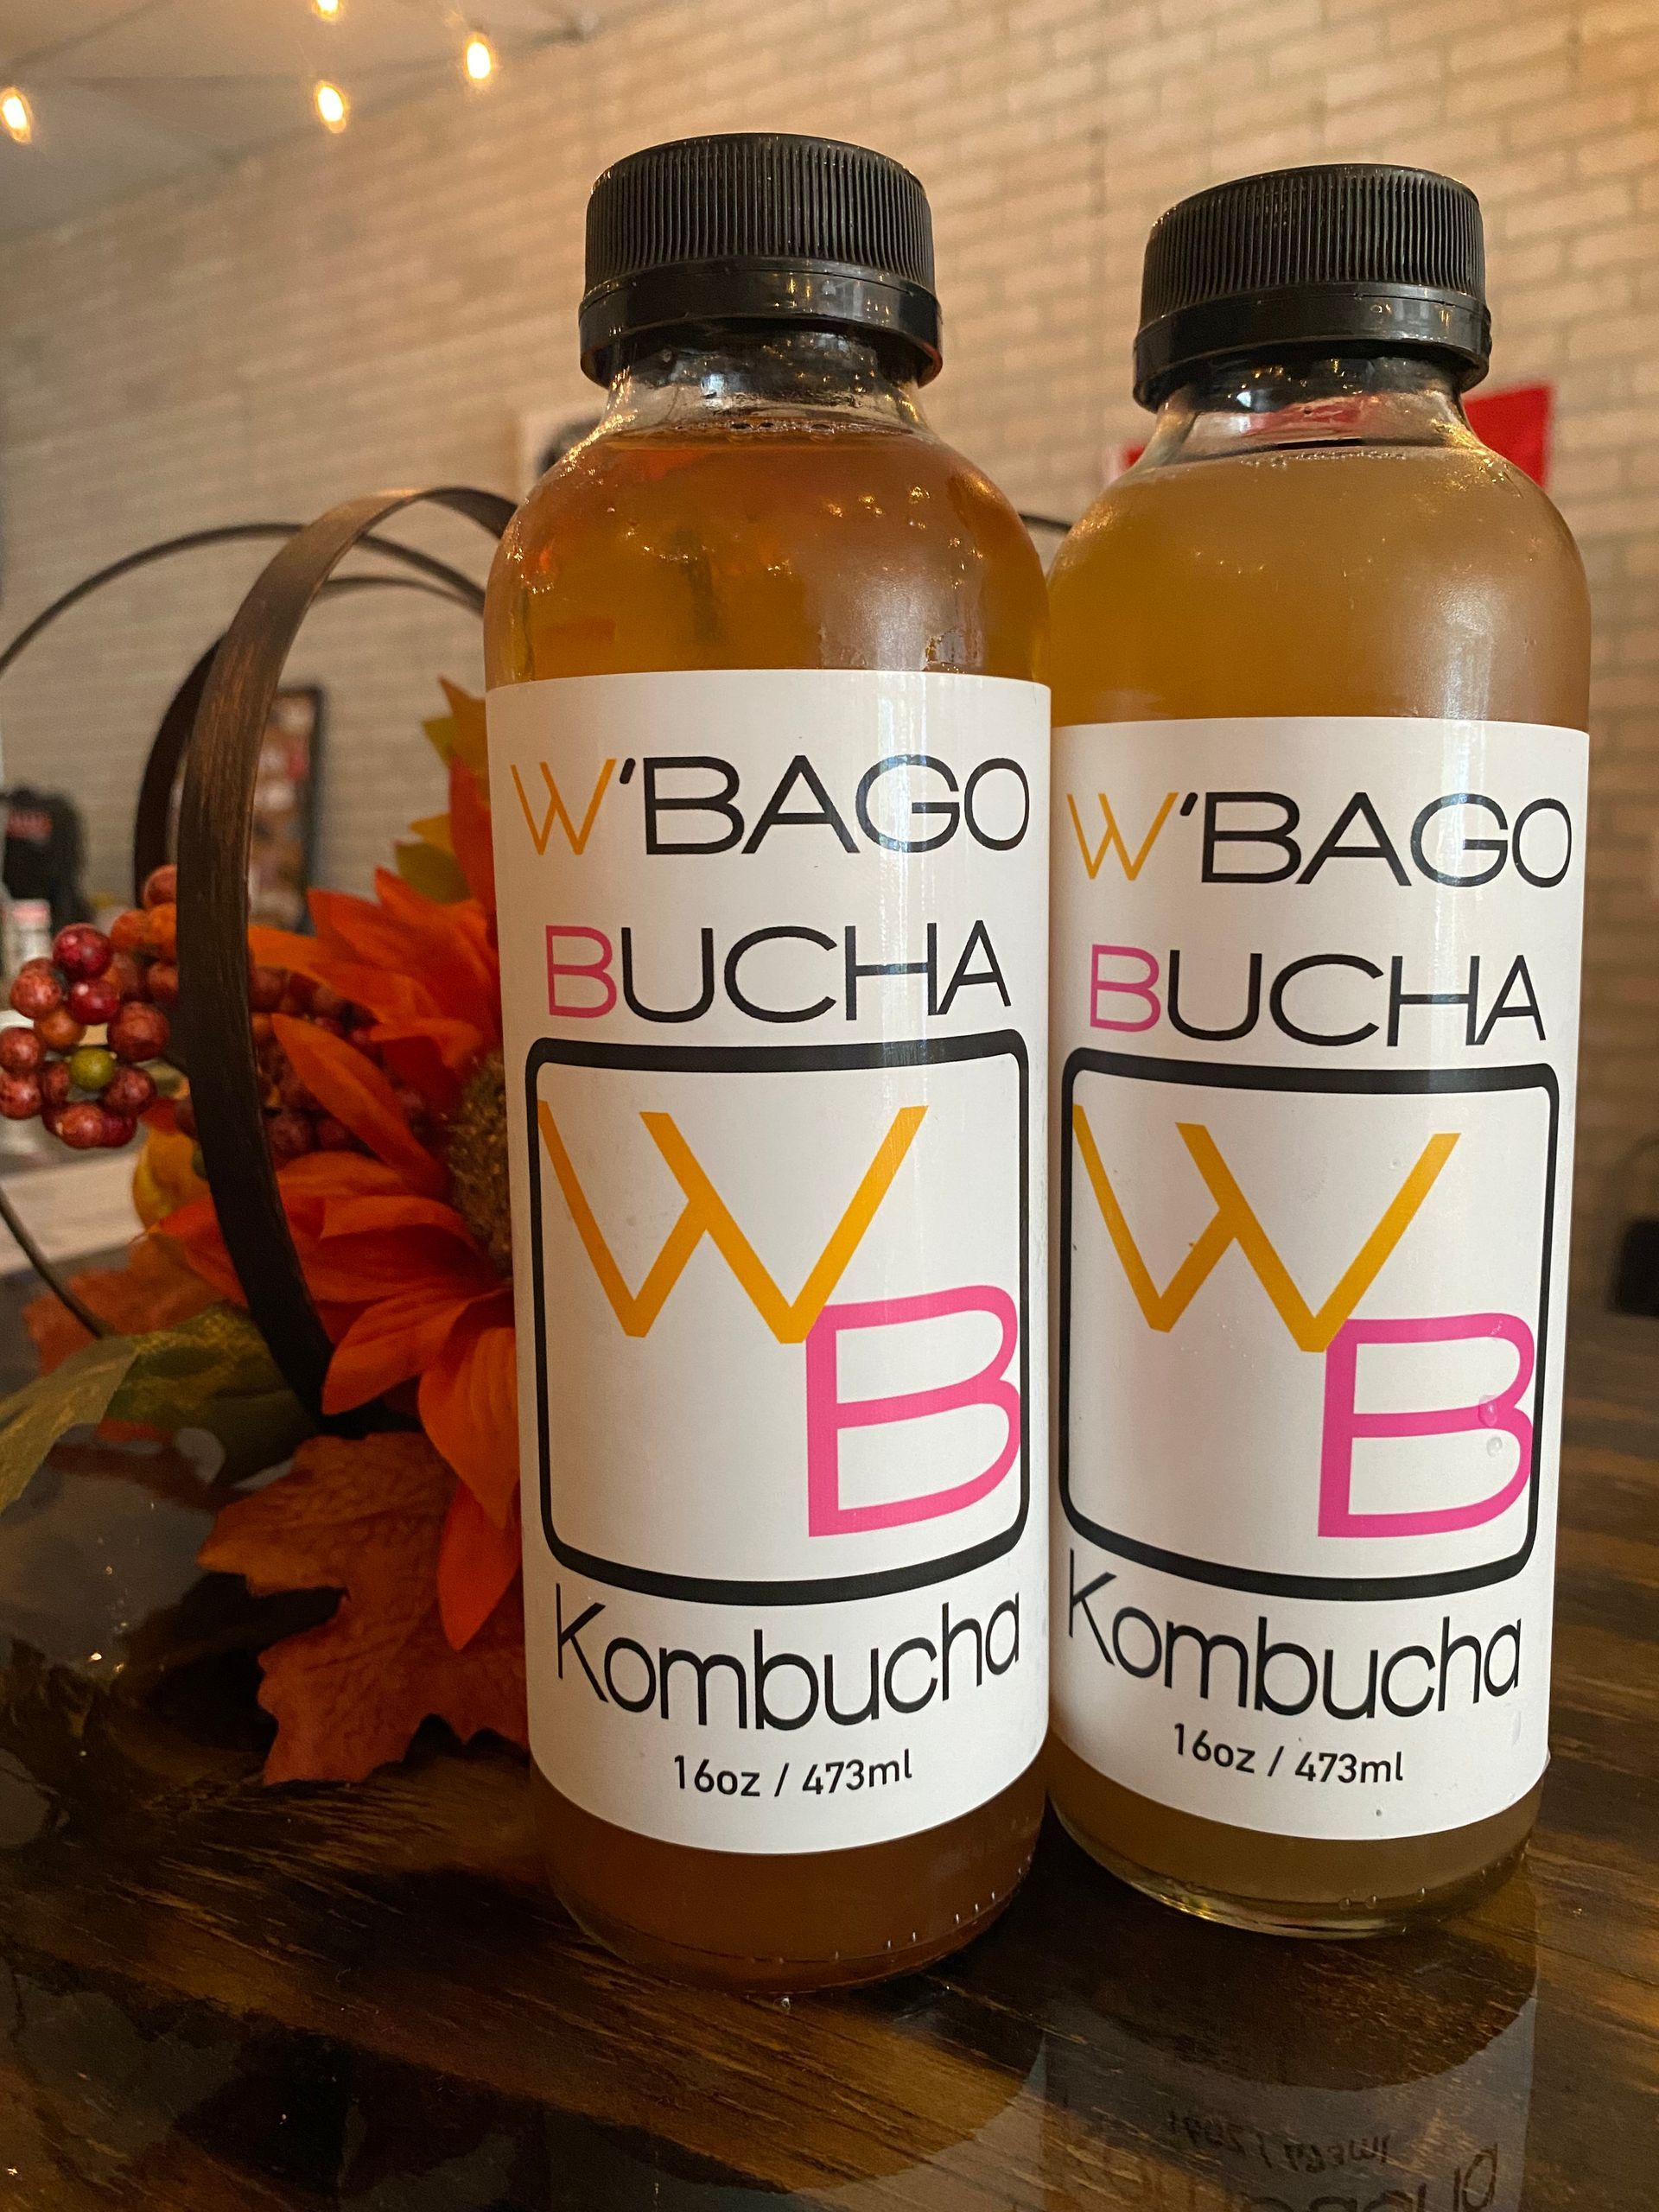 W'BAGO
BUCHA
WB
Kombucha
16oz / 473ml
W'BAGO
BUCHA
WB
Kombucha
16oz / 473ml